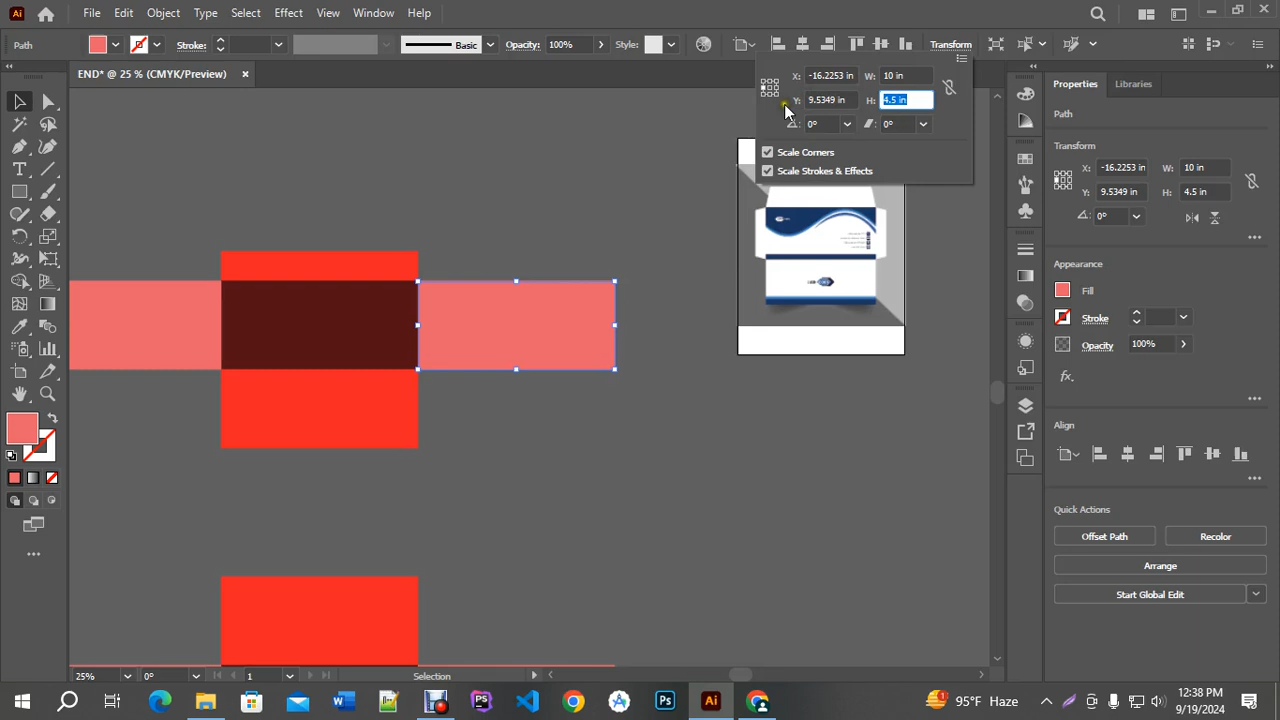 Ai File Edit Object Type Select Effect View Window Help
Path Stroke: Basic Opacity: 100% Style: Transform
END* @ 25 % (CMYK/Preview)
X: -16.2253 in W: 10 in
Y: 9.5349 in H: 4.5 in
0° 0°
Scale Corners
Scale Strokes & Effects
Properties Libraries
Path
Transform
X: -16.2253 in W: 10 in
Y: 9.5349 in H: 4.5 in
0°
Appearance
Fill
Stroke
Opacity 100%
fx.
Align
Quick Actions
Offset Path Recolor
Arrange
Start Global Edit
25% 0° 1 Selection
W Ps Ai 95°F Haze 12:38 PM
9/19/2024